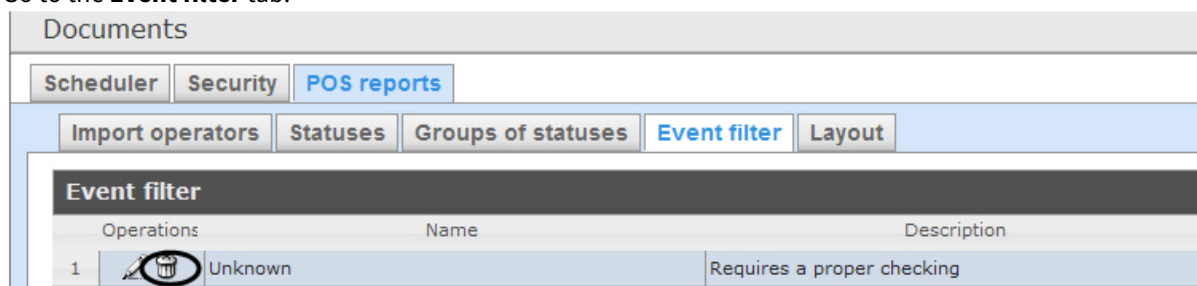 Go to the Event filter tab.
Documents
Scheduler Security POS reports
Import operators Statuses Groups of statuses Event filter Layout
Event filter
Operations Name Description
1 Unknown Requires a proper checking